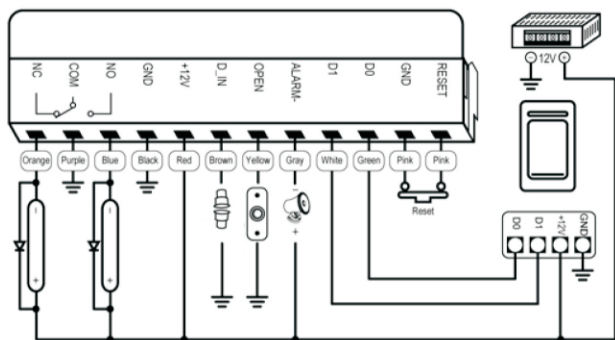 NC COM NO GND +12V D_IN OPEN ALARM- D1 D0 GND RESET
12V
Orange Purple Blue Black Red Brown Yellow Gray White Green Pink Pink
Reset
D0 D1 +12V GND